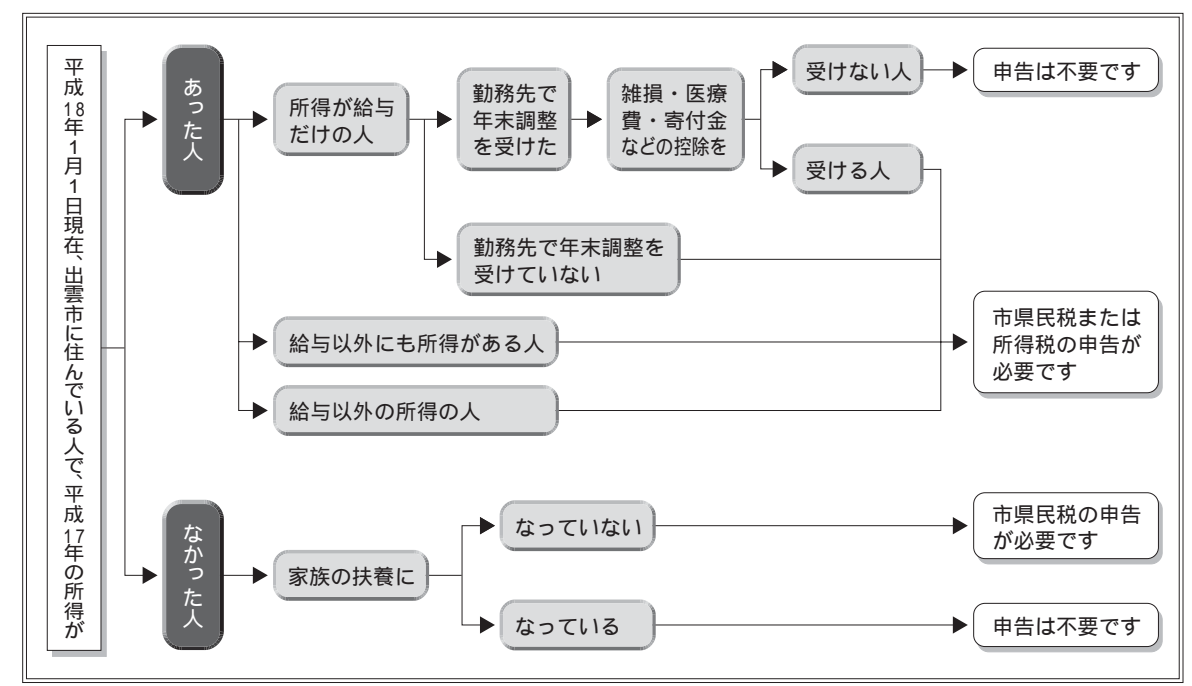 平成18年1月1日現在、出雲市に住んでいる人で、平成17年の所得が
あった人
所得が給与
だけの人
勤務先で
年末調整
を受けた
雑損・医療
費・寄付金
などの控除を
受けない人
申告は不要です
受ける人
勤務先で年末調整を
受けていない
給与以外にも所得がある人
給与以外の所得の人
市県民税または
所得税の申告が
必要です
なかった人
家族の扶養に
なっていない
市県民税の申告
が必要です
なっている
申告は不要です